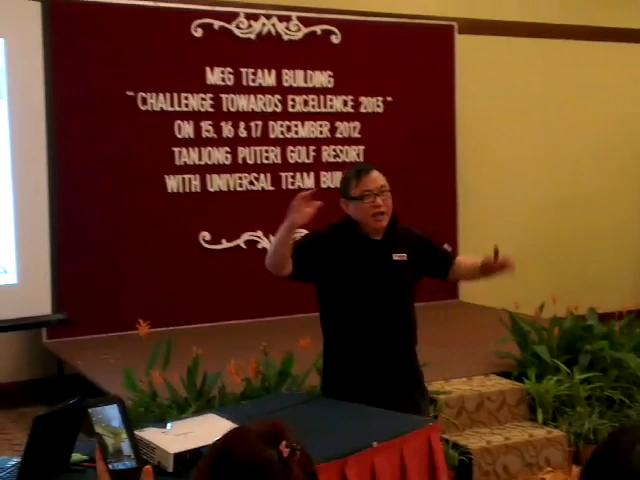 MEG TEAM BUILDING
"CHALLENGE TOWARDS EXCELLENCE 2013"
ON 15, 16 & 17 DECEMBER 2012
TANJONG PUTERI GOLF RESORT
WITH UNIVERSAL TEAM BU